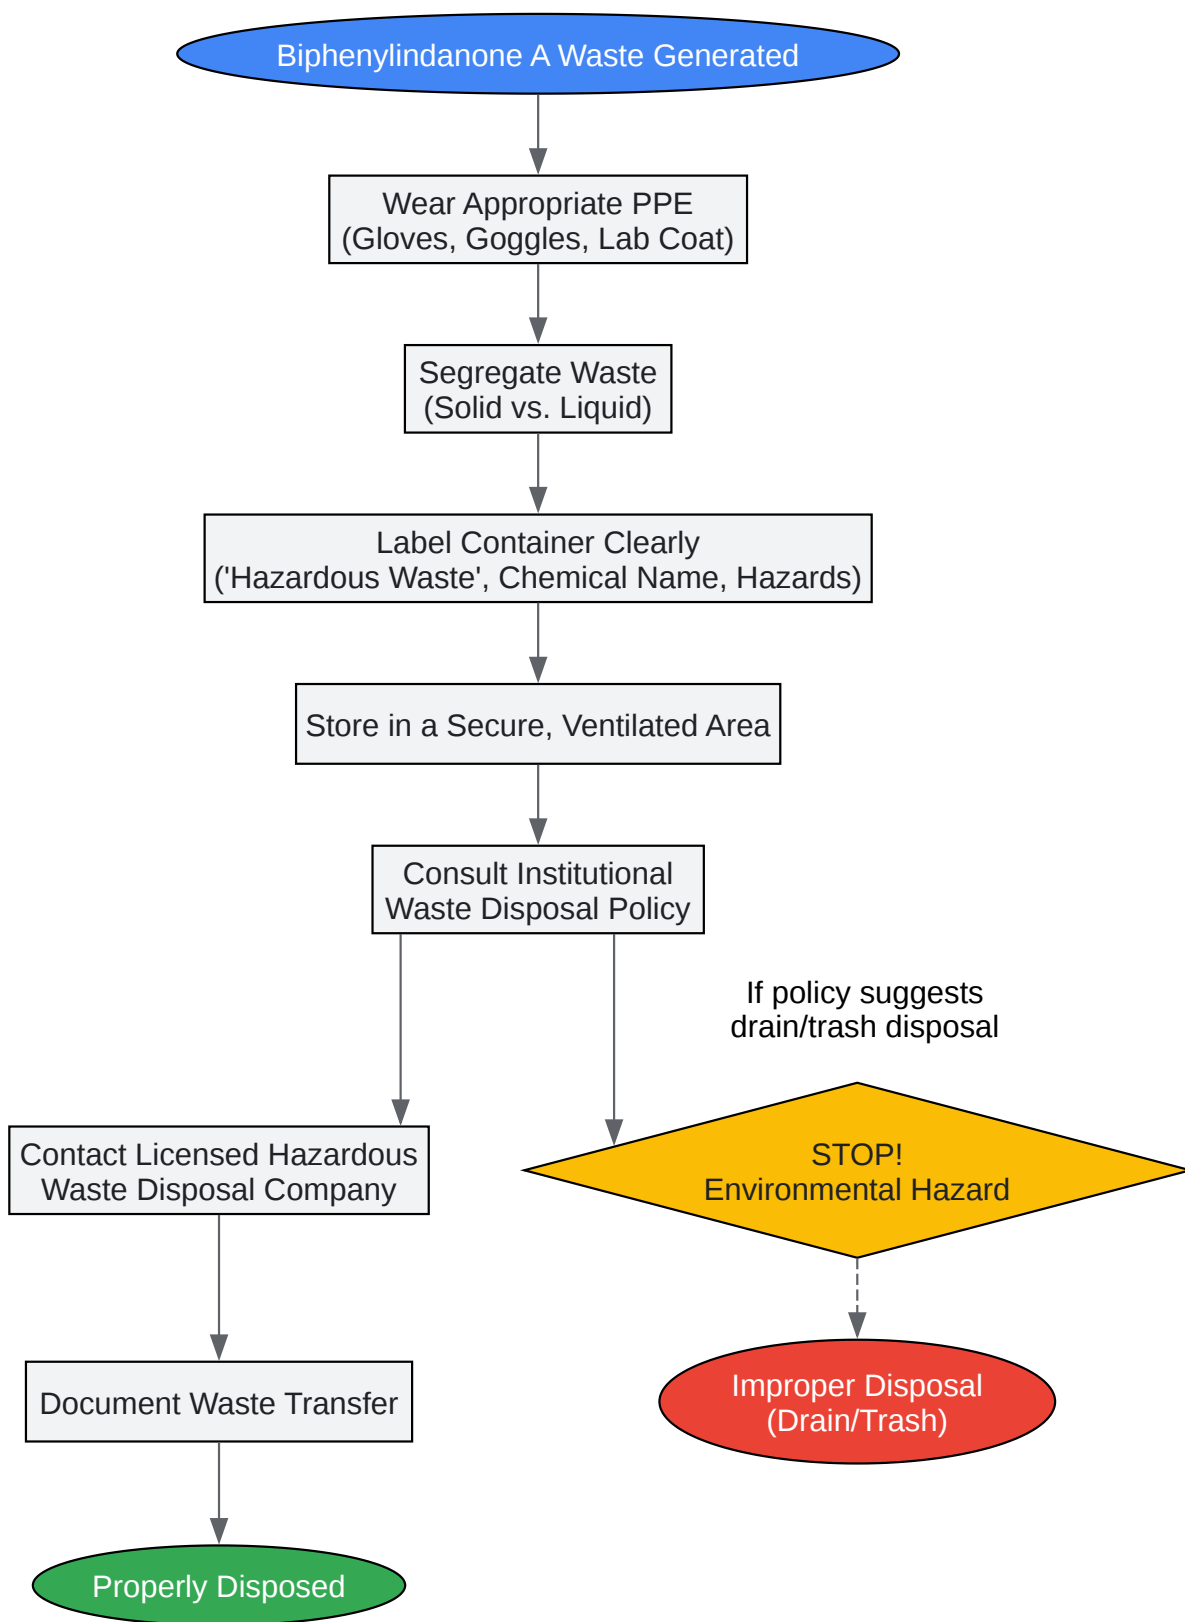 Biphenylindanone A Waste Generated
Wear Appropriate PPE
(Gloves, Goggles, Lab Coat)
Segregate Waste
(Solid vs. Liquid)
Label Container Clearly
('Hazardous Waste', Chemical Name, Hazards)
Store in a Secure, Ventilated Area
Consult Institutional
Waste Disposal Policy
If policy suggests
drain/trash disposal
Contact Licensed Hazardous
Waste Disposal Company
STOP!
Environmental Hazard
Document Waste Transfer
Improper Disposal
(Drain/Trash)
Properly Disposed